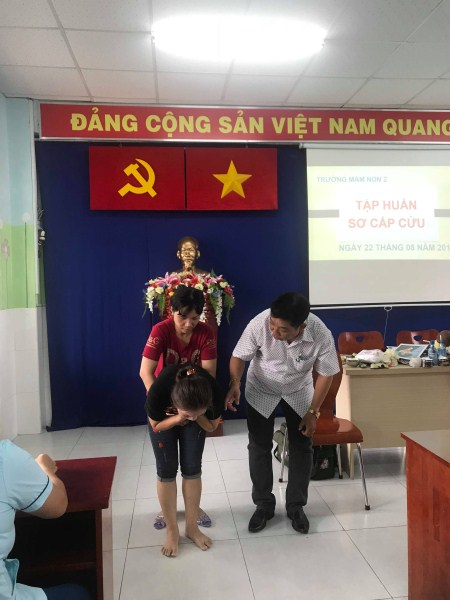 ĐẢNG CỘNG SẢN VIỆT NAM QUANG
TRƯỜNG MẦM NON 2
TẬP HUẤN
SƠ CẤP CỨU
NGÀY 22 THÁNG 08 NĂM 201